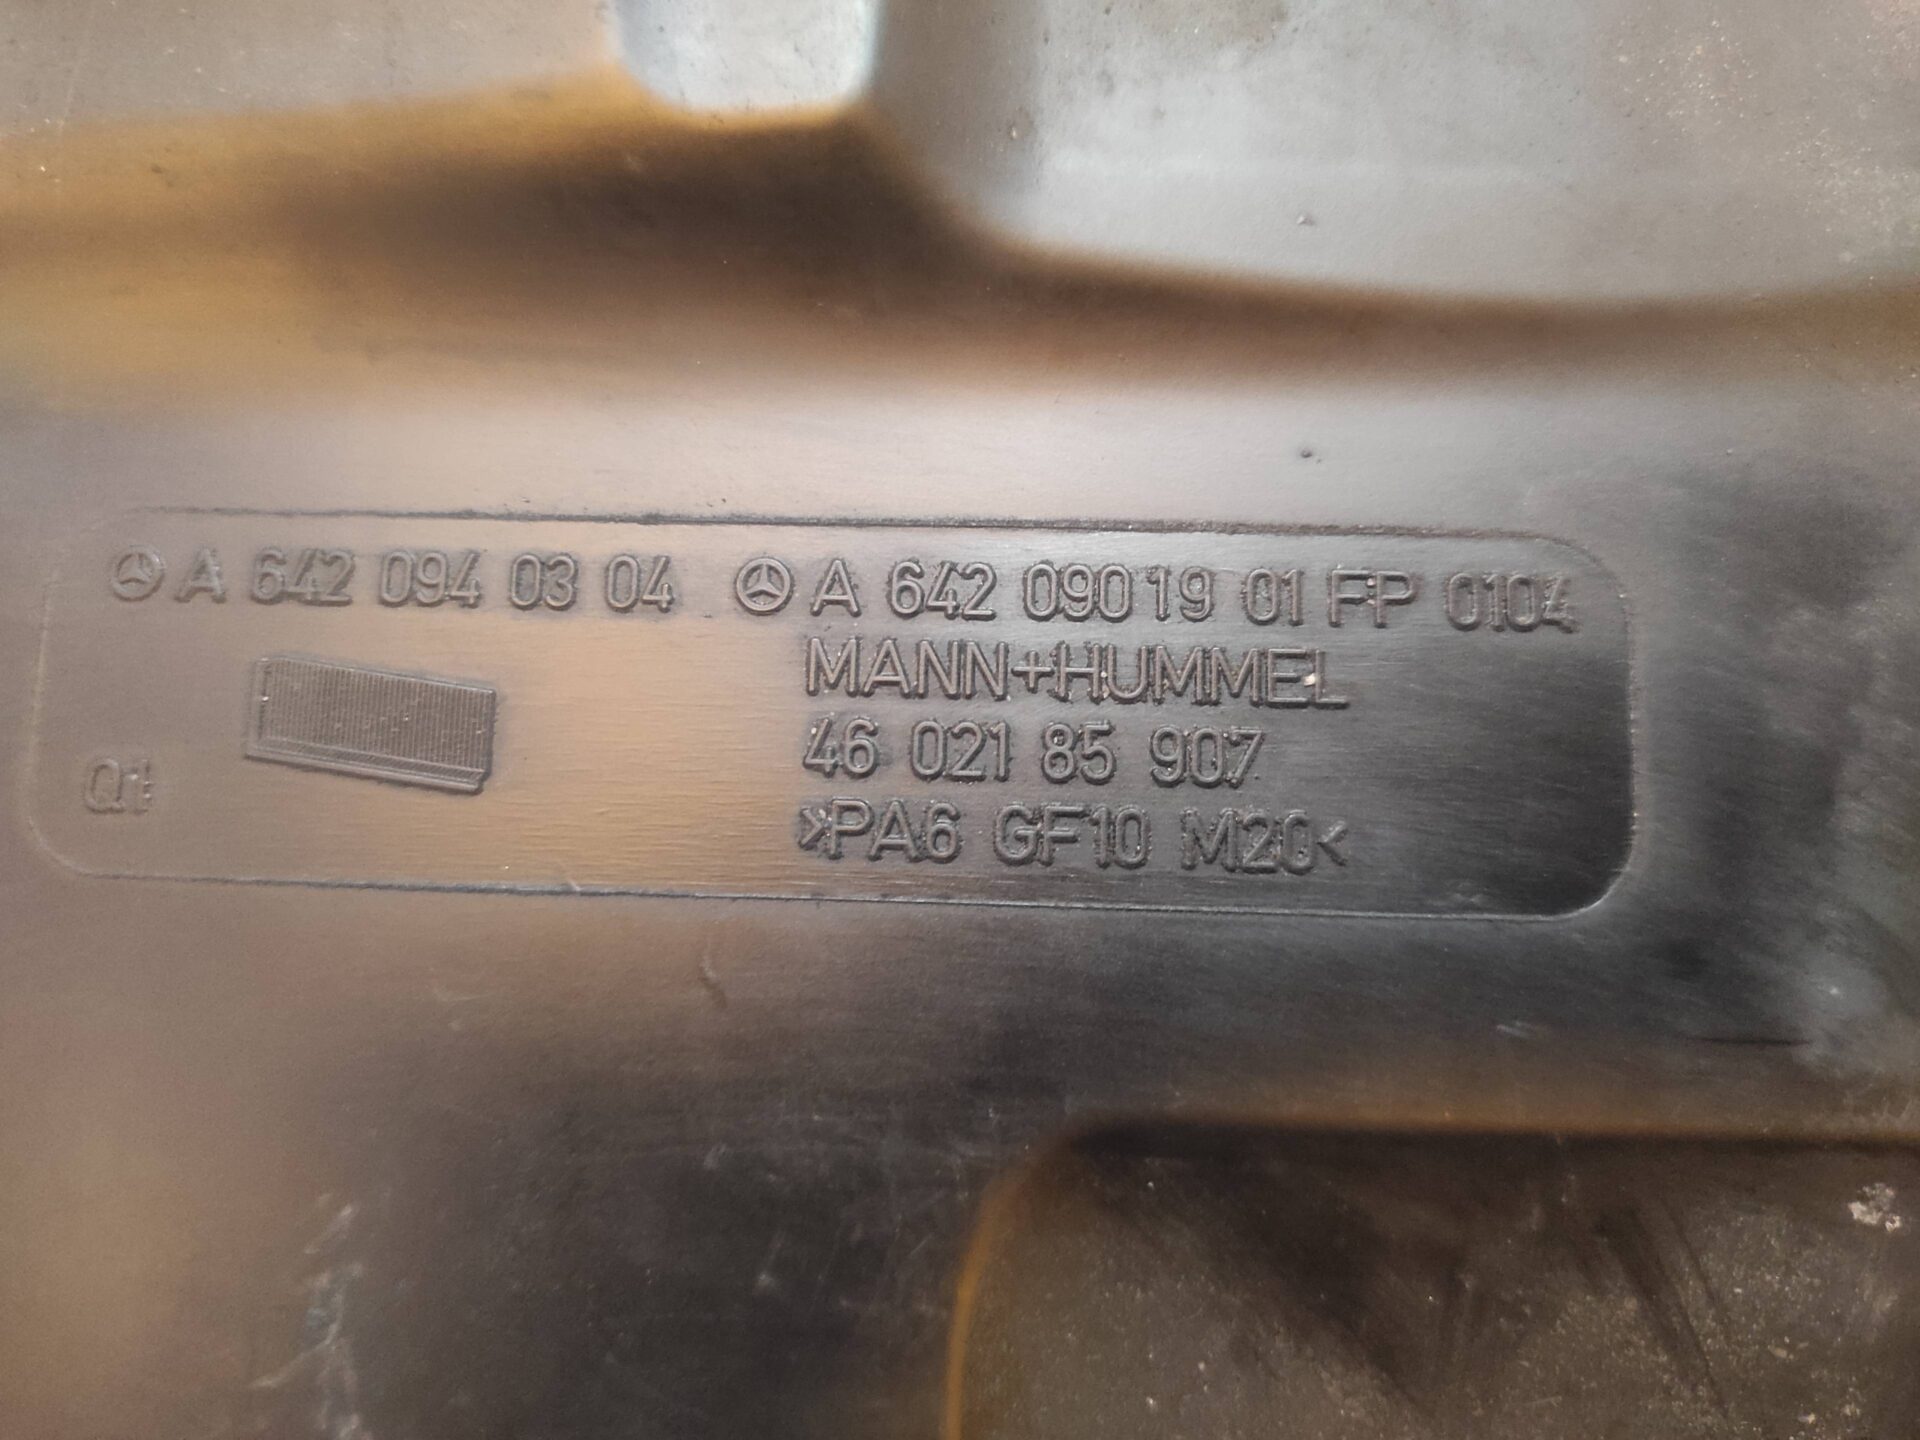 A 642 094 03 04 A 642 090 19 01 FP 0104
MANN+HUMMEL
46 021 85 907
Q1
>PA6 GF10 M20<